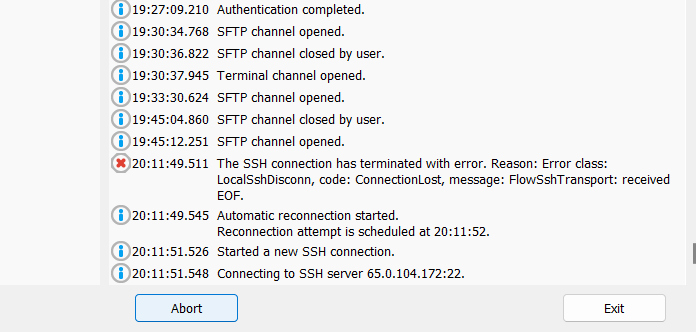 19:27:09.210 Authentication completed.
19:30:34.768 SFTP channel opened.
19:30:36.822 SFTP channel closed by user.
19:30:37.945 Terminal channel opened.
19:33:30.624 SFTP channel opened.
19:45:04.860 SFTP channel closed by user.
19:45:12.251 SFTP channel opened.
20:11:49.511 The SSH connection has terminated with error. Reason: Error class:
LocalSshDisconn, code: ConnectionLost, message: FlowSshTransport: received
EOF.
20:11:49.545 Automatic reconnection started.
Reconnection attempt is scheduled at 20:11:52.
20:11:51.526 Started a new SSH connection.
20:11:51.548 Connecting to SSH server 65.0.104.172:22.
Abort Exit